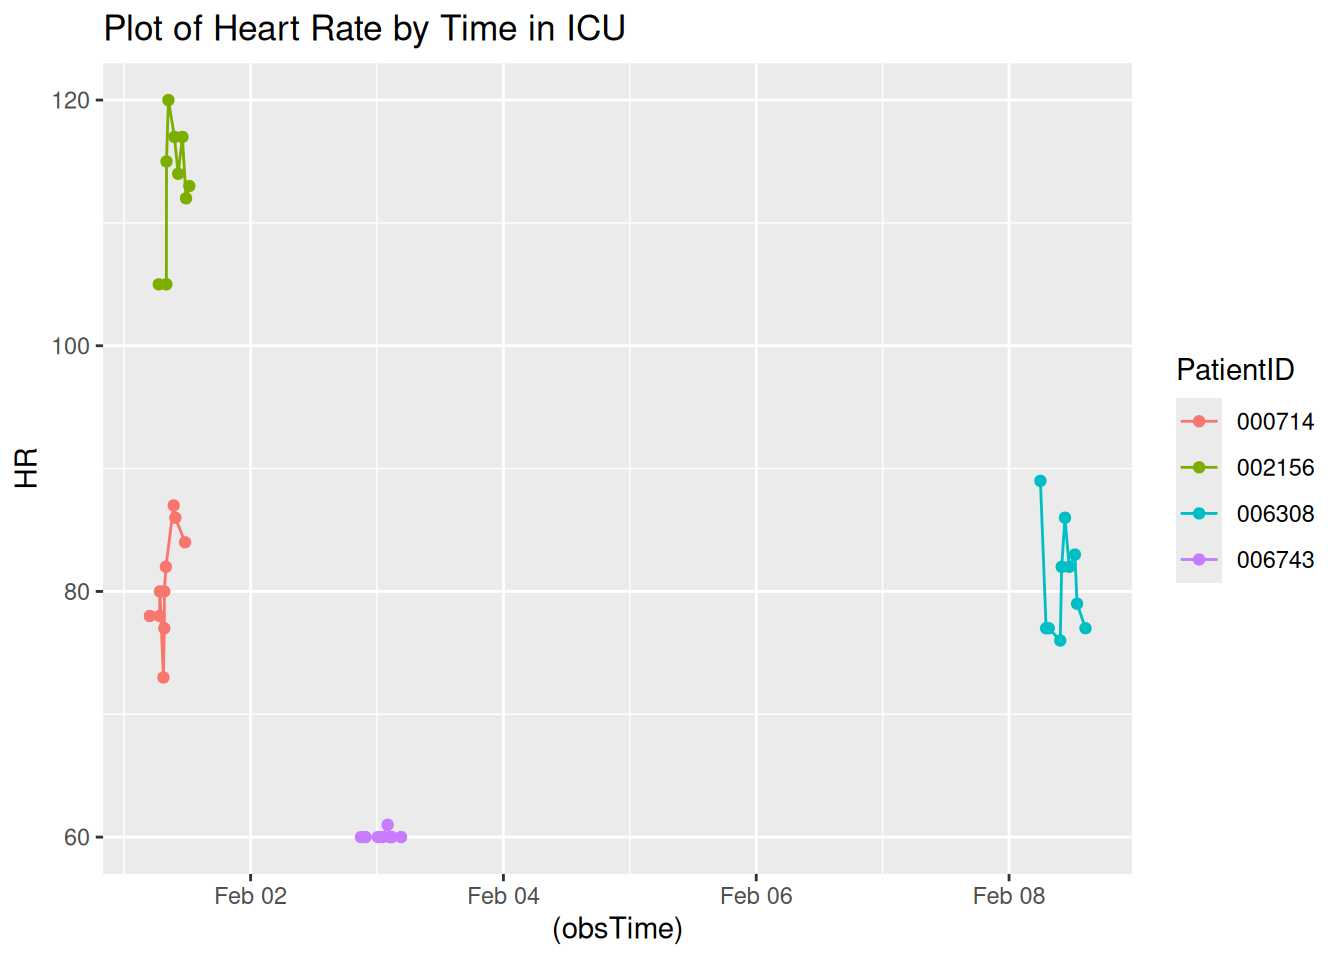 Plot of Heart Rate by Time in ICU
120
100
80
60
HR
Feb 02
Feb 04
Feb 06
Feb 08
(obsTime)
PatientID
000714
002156
006308
006743